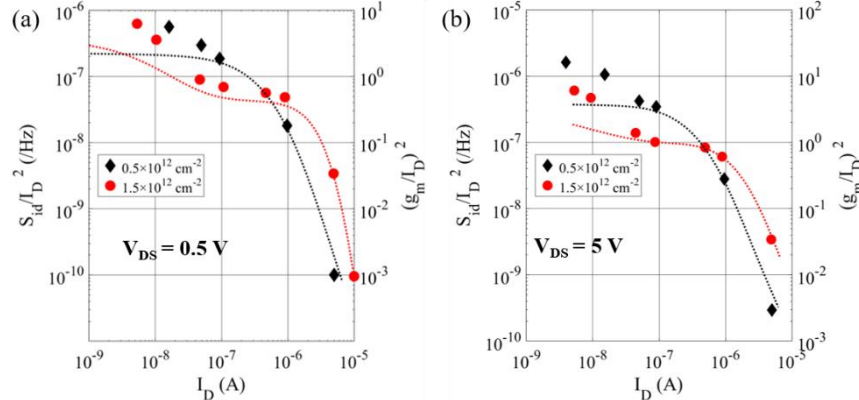 (a)
10^-6
10^-7
10^-8
10^-9
10^-10
S_id/I_D^2 (/Hz)
0.5×10^12 cm^-2
1.5×10^12 cm^-2
V_DS = 0.5 V
10^1
10^0
10^-1
10^-2
10^-3
(g_m/I_D)^2
10^-9 10^-8 10^-7 10^-6 10^-5
I_D (A)
(b)
10^-5
10^-6
10^-7
10^-8
10^-9
10^-10
S_id/I_D^2 (/Hz)
0.5×10^12 cm^-2
1.5×10^12 cm^-2
V_DS = 5 V
10^2
10^1
10^0
10^-1
10^-2
10^-3
(g_m/I_D)^2
10^-9 10^-8 10^-7 10^-6 10^-5
I_D (A)